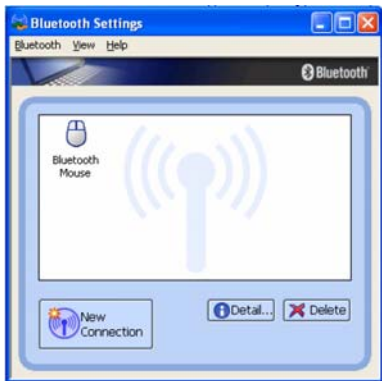 Bluetooth Settings
Bluetooth View Help
Bluetooth
Bluetooth
Mouse
New
Connection
Detail...
Delete